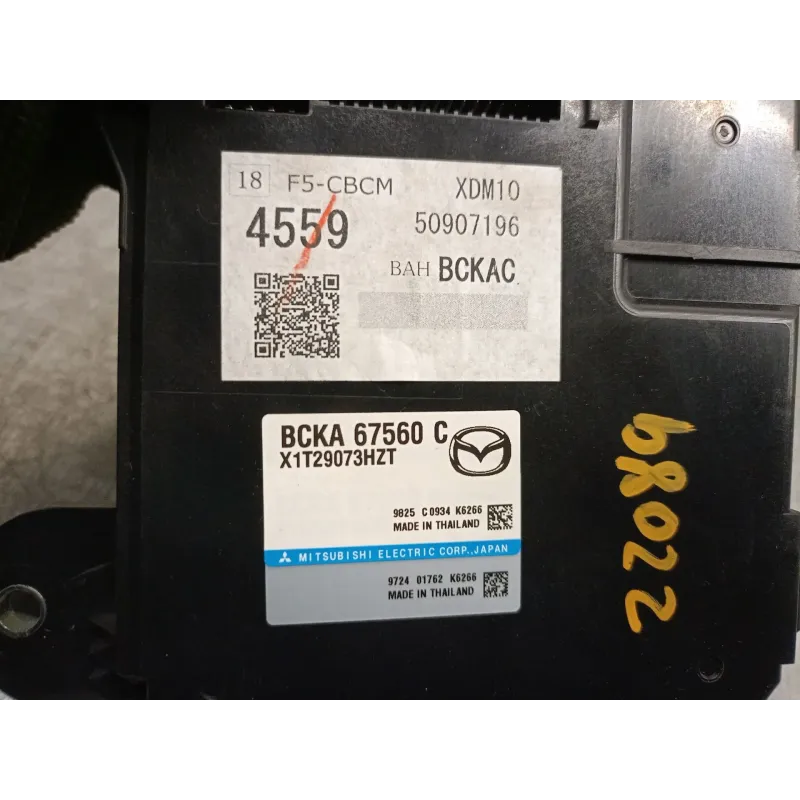 18 F5-CBCM XDM10
4559 50907196
BAH BCKAC
BCKA 67560 C
X1T29073HZT
9825 C0934 K6266
MADE IN THAILAND
MITSUBISHI ELECTRIC CORP., JAPAN
9724 01762 K6266
MADE IN THAILAND
22089